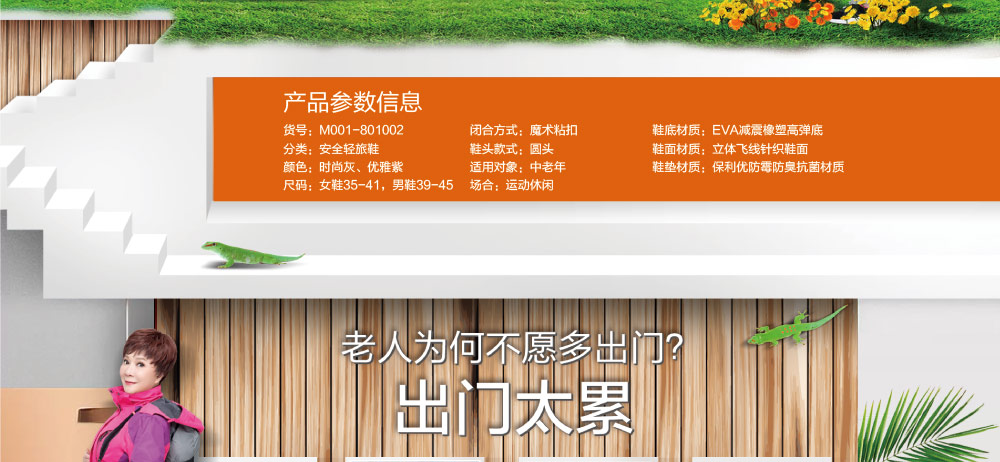 产品参数信息
货号：M001-801002 闭合方式：魔术粘扣 鞋底材质：EVA减震橡塑高弹底
分类：安全轻旅鞋 鞋头款式：圆头 鞋面材质：立体飞线针织鞋面
颜色：时尚灰、优雅紫 适用对象：中老年 鞋垫材质：保利优防霉防臭抗菌材质
尺码：女鞋35-41，男鞋39-45 场合：运动休闲
老人为何不愿多出门？
出门太累